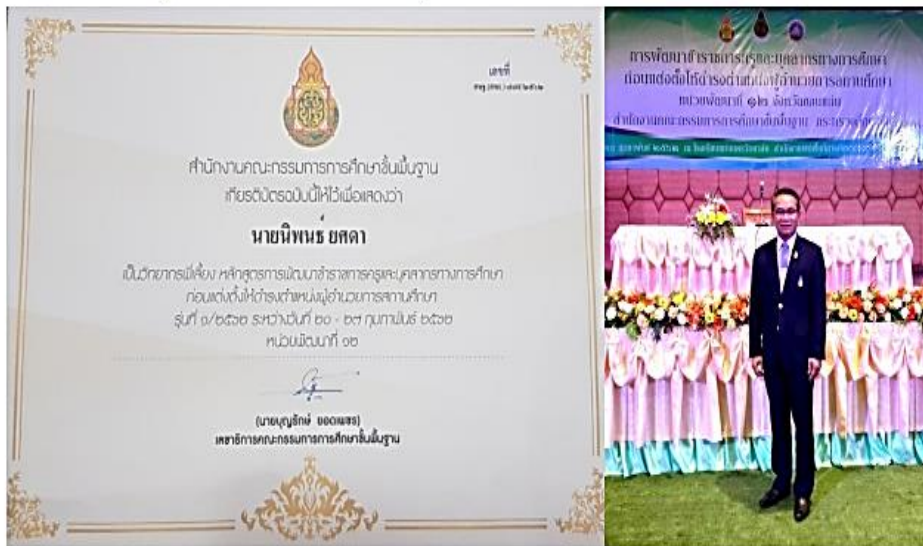 เลขที่
สำนักงานคณะกรรมการการศึกษาขั้นพื้นฐาน
เกียรติบัตรฉบับนี้ให้ไว้เพื่อแสดงว่า
นายนิพนธ์ ยศดา
เป็นวิทยากรพี่เลี้ยง หลักสูตรการพัฒนาข้าราชการครูและบุคลากรทางการศึกษา
ก่อนแต่งตั้งให้ดำรงตำแหน่งผู้อำนวยการสถานศึกษา
รุ่นที่ ๑/๒๕๖๒ ระหว่างวันที่ ๒๐ - ๒๗ กุมภาพันธ์ ๒๕๖๒
หน่วยพัฒนาที่ ๑๒
(นายบุญรักษ์ ยอดเพชร)
เลขาธิการคณะกรรมการการศึกษาขั้นพื้นฐาน
การพัฒนาข้าราชการครูและบุคลากรทางการศึกษา
ก่อนแต่งตั้งให้ดำรงตำแหน่งผู้อำนวยการสถานศึกษา
หน่วยพัฒนาที่ ๑๒ จังหวัดขอนแก่น
สำนักงานคณะกรรมการการศึกษาขั้นพื้นฐาน
กุมภาพันธ์ ๒๕๖๒ ณ